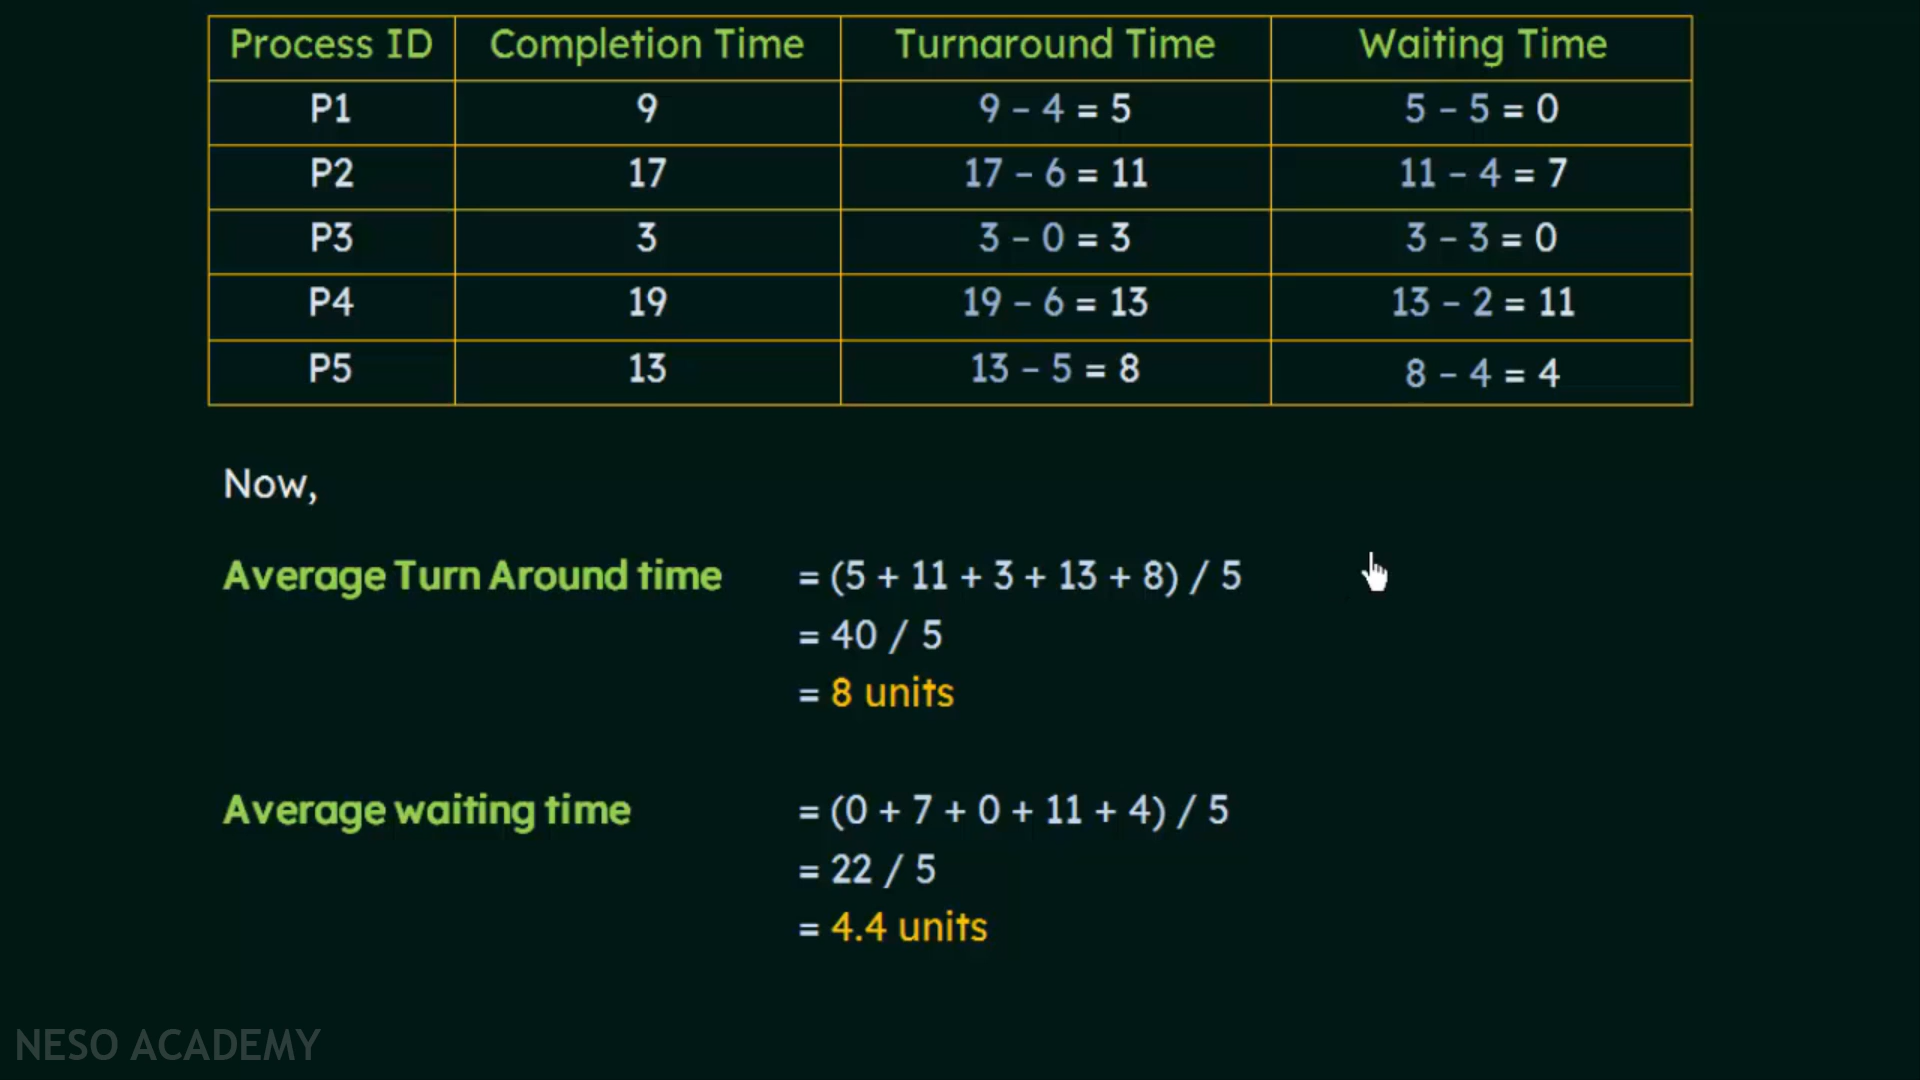 Process ID Completion Time Turnaround Time Waiting Time
P1 9 9 – 4 = 5 5 – 5 = 0
P2 17 17 – 6 = 11 11 – 4 = 7
P3 3 3 – 0 = 3 3 – 3 = 0
P4 19 19 – 6 = 13 13 – 2 = 11
P5 13 13 – 5 = 8 8 – 4 = 4
Now,
Average Turn Around time = (5 + 11 + 3 + 13 + 8) / 5
= 40 / 5
= 8 units
Average waiting time = (0 + 7 + 0 + 11 + 4) / 5
= 22 / 5
= 4.4 units
NESO ACADEMY